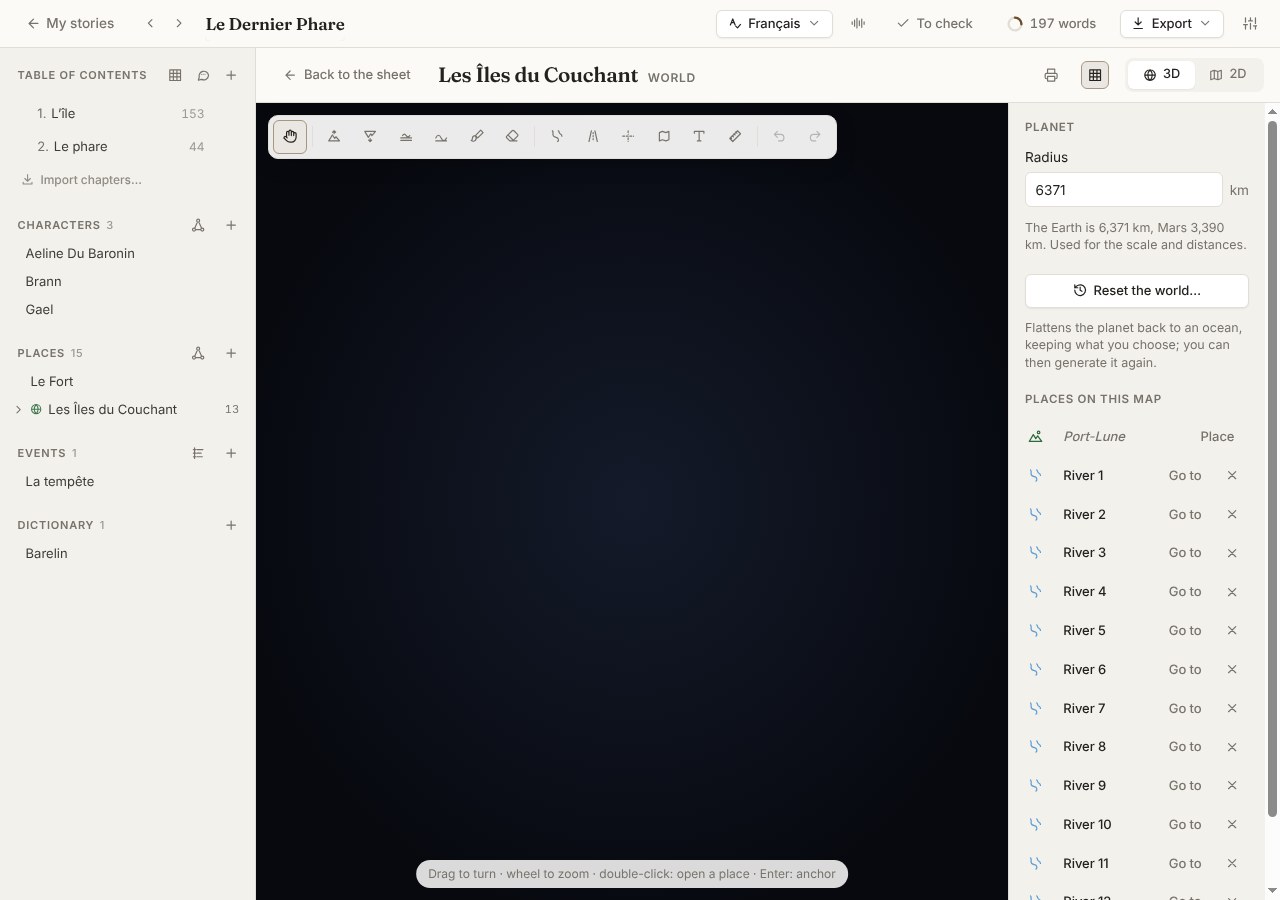 My stories
Le Dernier Phare
Français
To check
197 words
Export
TABLE OF CONTENTS
1. L'île 153
2. Le phare 44
Import chapters...
CHARACTERS 3
Aeline Du Baronin
Brann
Gael
PLACES 15
Le Fort
Les Îles du Couchant 13
EVENTS 1
La tempête
DICTIONARY 1
Barelin
Back to the sheet
Les Îles du Couchant WORLD
3D
2D
Drag to turn · wheel to zoom · double-click: open a place · Enter: anchor
PLANET
Radius
6371 km
The Earth is 6,371 km, Mars 3,390
km. Used for the scale and distances.
Reset the world...
Flattens the planet back to an ocean,
keeping what you choose; you can
then generate it again.
PLACES ON THIS MAP
Port-Lune Place
River 1 Go to
River 2 Go to
River 3 Go to
River 4 Go to
River 5 Go to
River 6 Go to
River 7 Go to
River 8 Go to
River 9 Go to
River 10 Go to
River 11 Go to